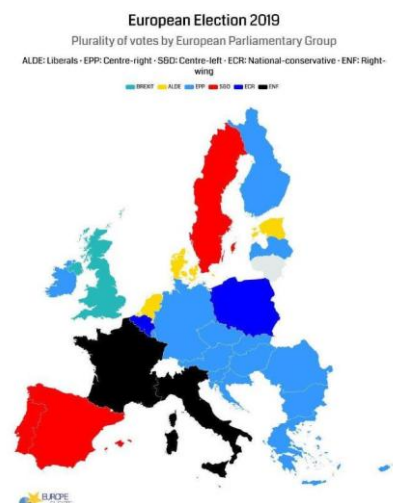 European Election 2019
Plurality of votes by European Parliamentary Group
ALDE: Liberals · EPP: Centre-right · S&D: Centre-left · ECR: National-conservative · ENF: Right-
wing
BREXIT ALDE EPP S&D ECR ENF
EUROPE